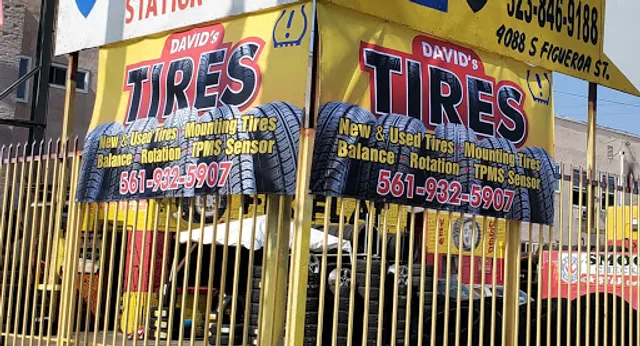 STATION
323-846-9188
9088 S FIGUEROA ST.
DAVID's
TIRES
New & Used Tires - Mounting Tires
Balance - Rotation - TPMS Sensor
561-932-5907
DAVID's
TIRES
New & Used Tires - Mounting Tires
Balance - Rotation - TPMS Sensor
561-932-5907